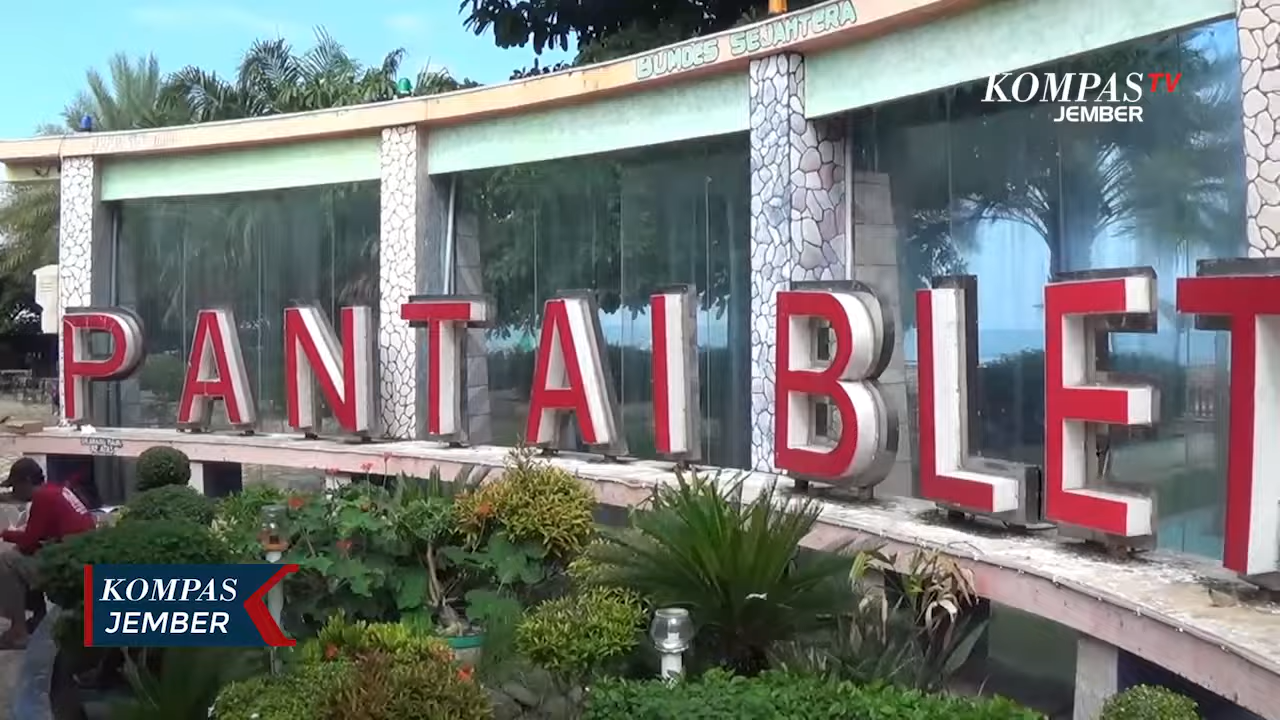 BUMDES SEJAHTERA
KOMPAS TV
JEMBER
PANTAI BLET
KOMPAS
JEMBER